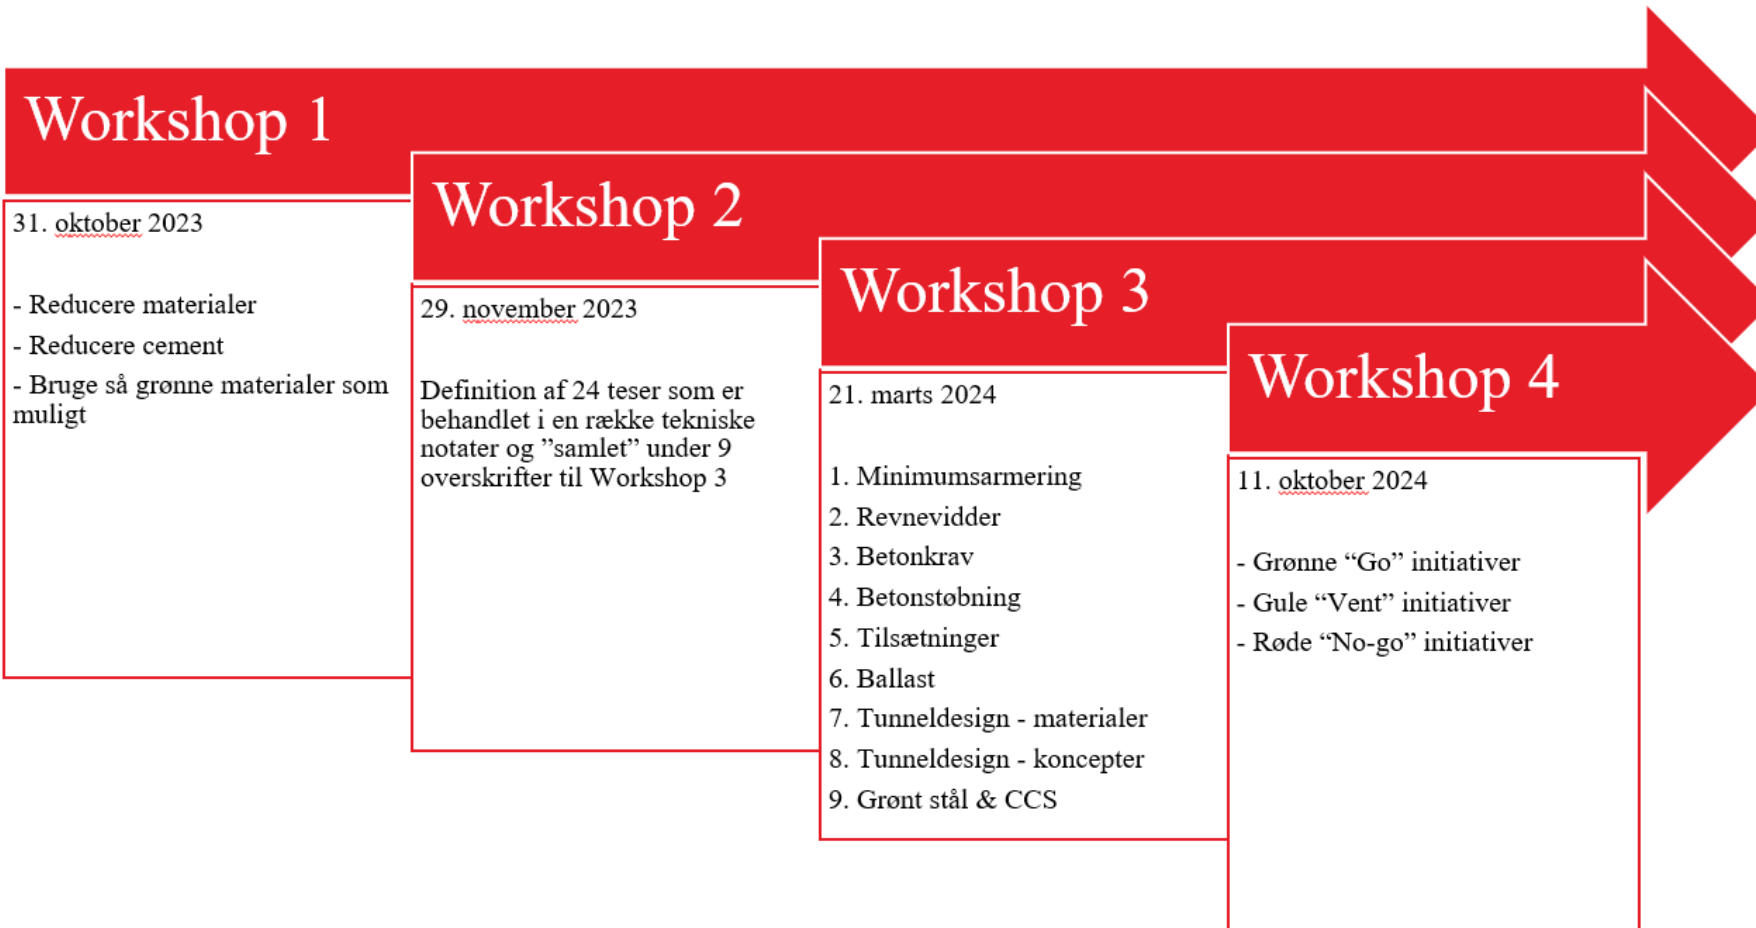 Workshop 1
31. oktober 2023
- Reducere materialer
- Reducere cement
- Bruge så grønne materialer som
muligt
Workshop 2
29. november 2023
Definition af 24 teser som er
behandlet i en række tekniske
notater og ”samlet” under 9
overskrifter til Workshop 3
Workshop 3
21. marts 2024
1. Minimumsarmering
2. Revnevidder
3. Betonkrav
4. Betonstøbning
5. Tilsætninger
6. Ballast
7. Tunneldesign - materialer
8. Tunneldesign - koncepter
9. Grønt stål & CCS
Workshop 4
11. oktober 2024
- Grønne “Go” initiativer
- Gule “Vent” initiativer
- Røde “No-go” initiativer